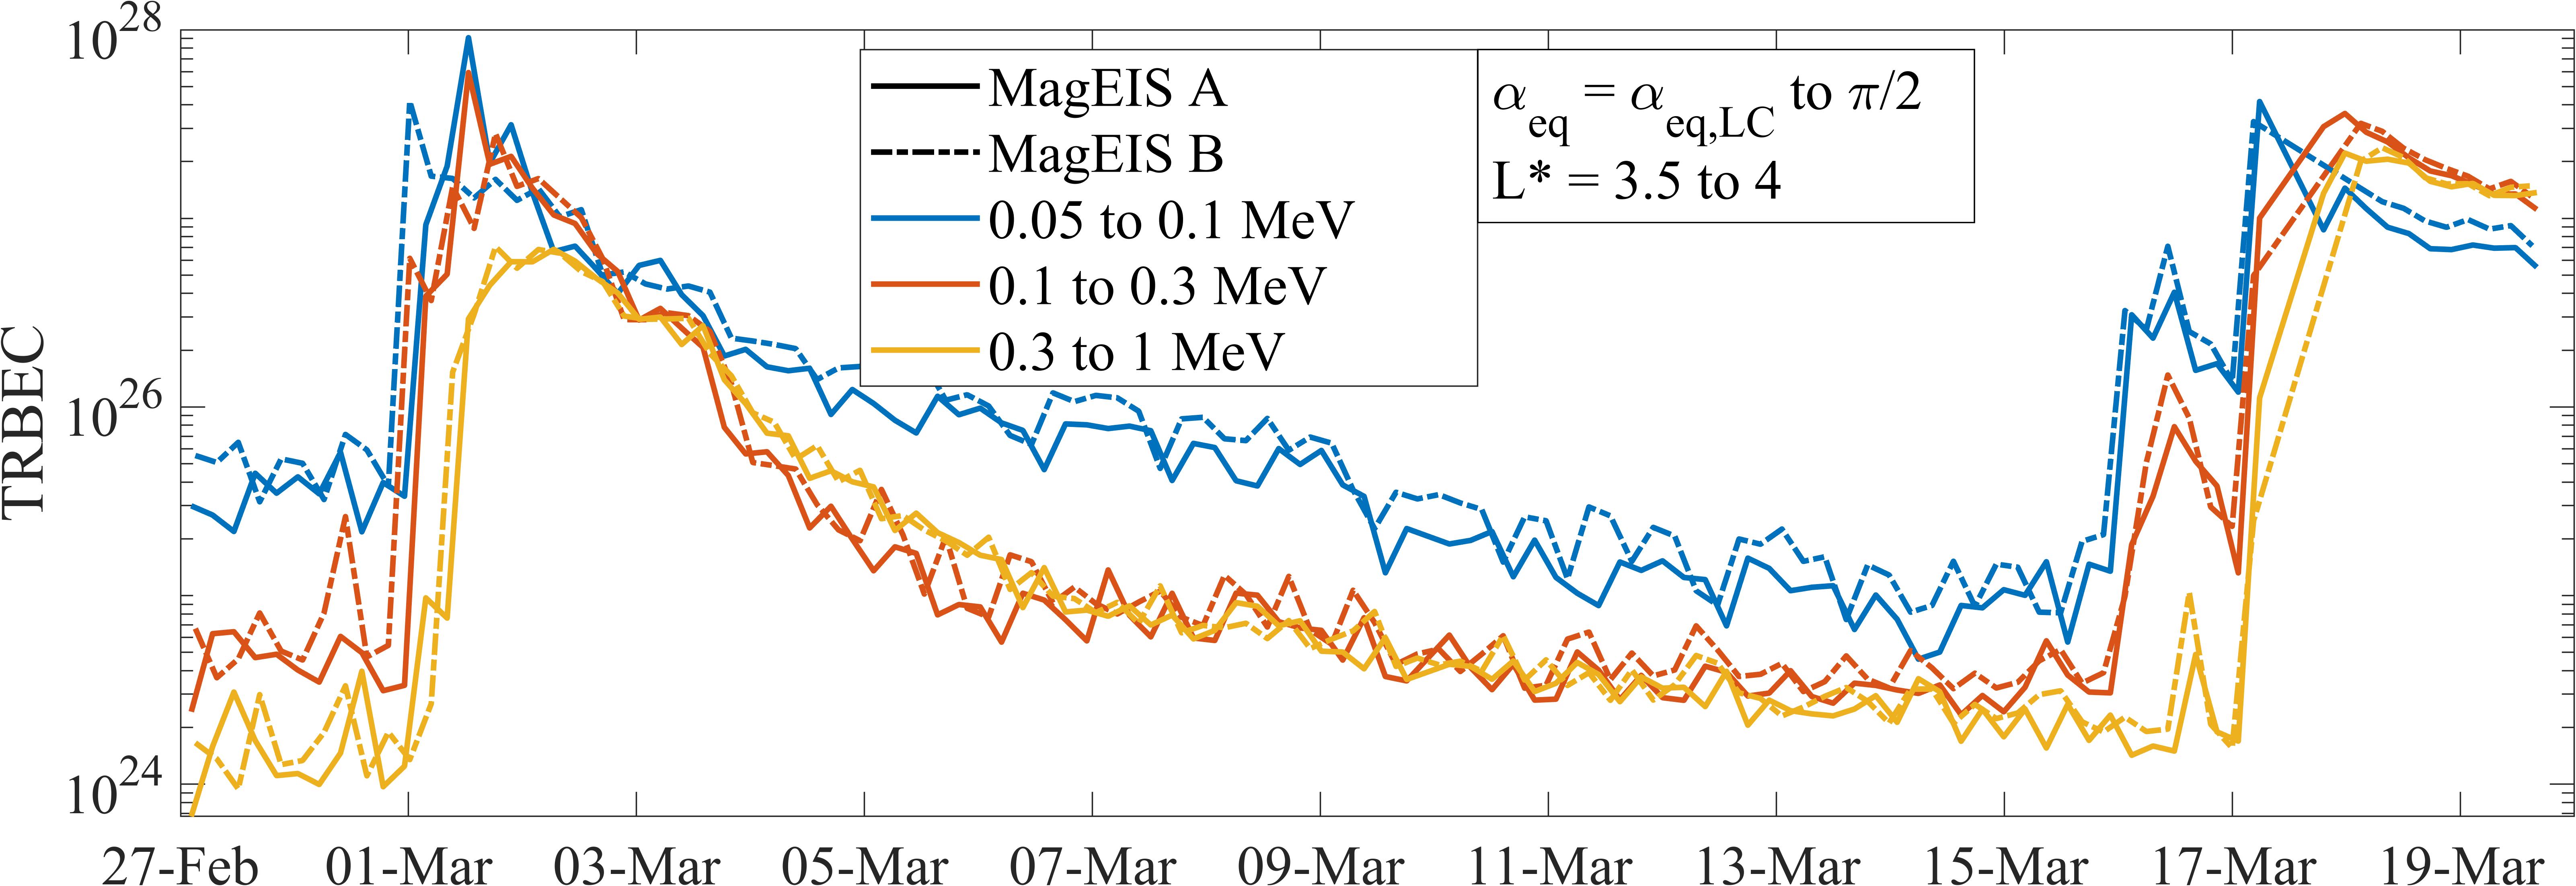 10^28
MagEIS A
MagEIS B
0.05 to 0.1 MeV
0.1 to 0.3 MeV
0.3 to 1 MeV
α_eq = α_eq,LC to π/2
L* = 3.5 to 4
TRBEC
10^26
10^24
27-Feb 01-Mar 03-Mar 05-Mar 07-Mar 09-Mar 11-Mar 13-Mar 15-Mar 17-Mar 19-Mar